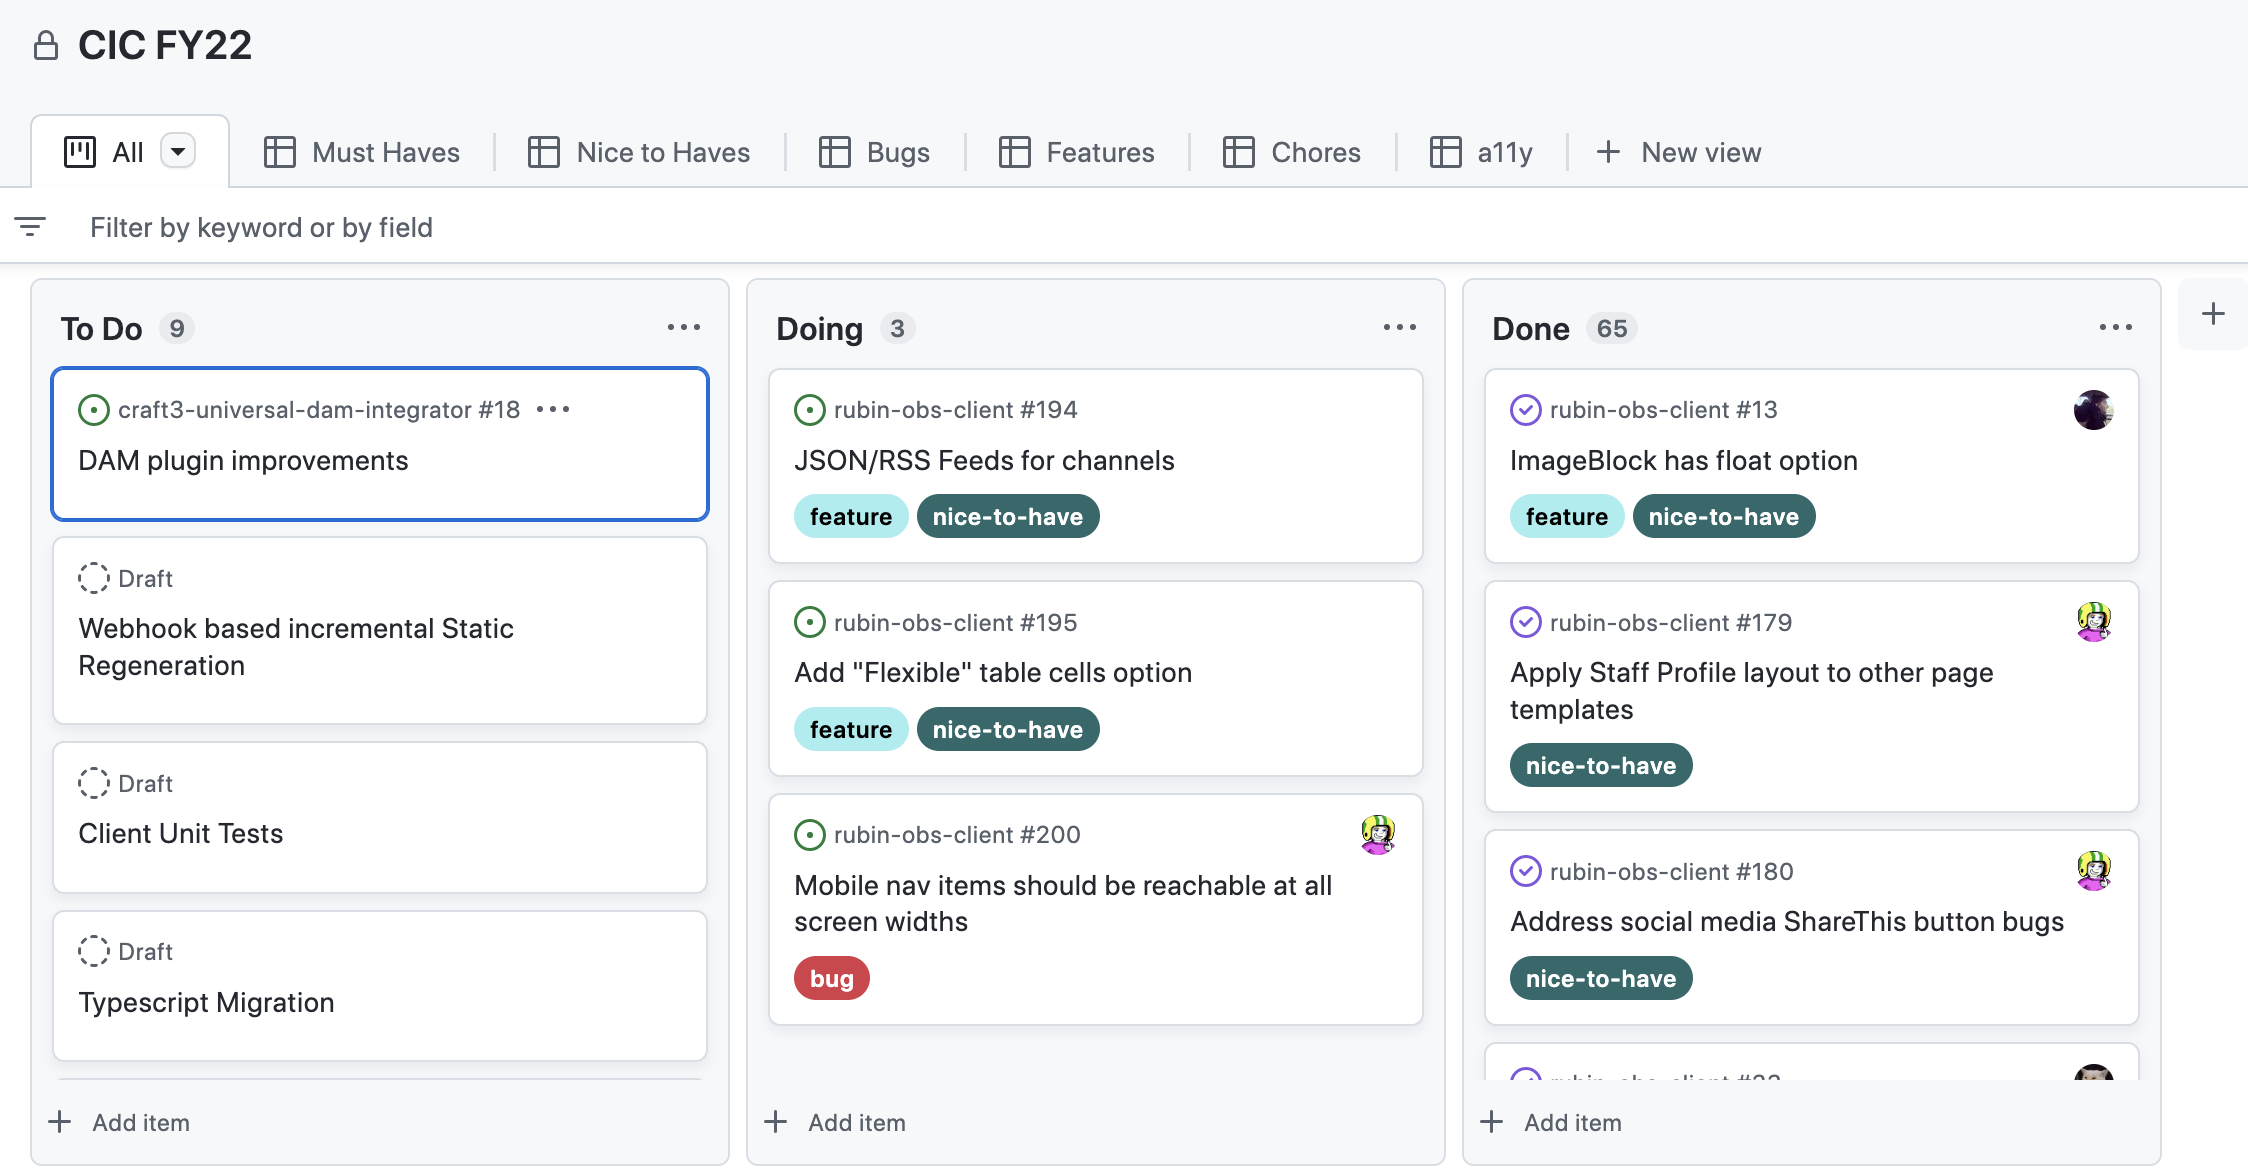 CIC FY22
All
Must Haves
Nice to Haves
Bugs
Features
Chores
a11y
New view
Filter by keyword or by field
To Do 9
craft3-universal-dam-integrator #18
DAM plugin improvements
Draft
Webhook based incremental Static
Regeneration
Draft
Client Unit Tests
Draft
Typescript Migration
Add item
Doing 3
rubin-obs-client #194
JSON/RSS Feeds for channels
feature nice-to-have
rubin-obs-client #195
Add "Flexible" table cells option
feature nice-to-have
rubin-obs-client #200
Mobile nav items should be reachable at all
screen widths
bug
Add item
Done 65
rubin-obs-client #13
ImageBlock has float option
feature nice-to-have
rubin-obs-client #179
Apply Staff Profile layout to other page
templates
nice-to-have
rubin-obs-client #180
Address social media ShareThis button bugs
nice-to-have
rubin-obs-client
Add item